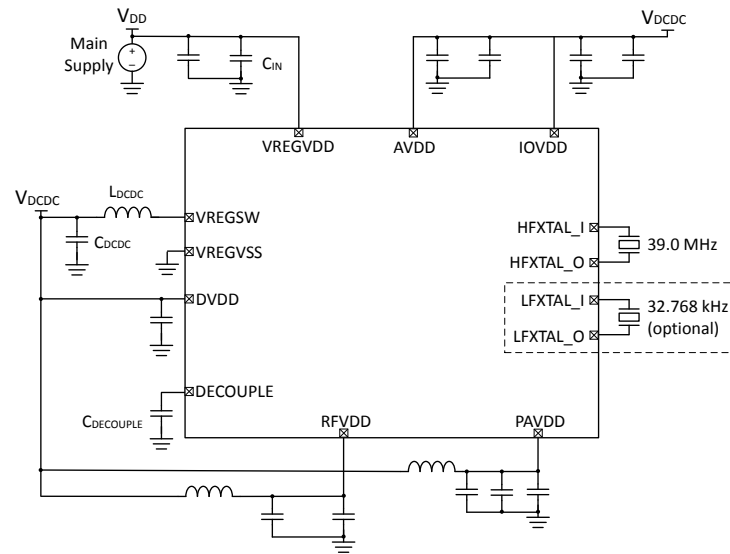 VDD
Main
Supply
+
−
CIN
VDCDC
VREGVDD
AVDD
IOVDD
VDCDC
LDCDC
CDCDC
VREGSW
VREGVSS
DVDD
DECOUPLE
CDECOUPLE
HFXTAL_I
HFXTAL_O
39.0 MHz
LFXTAL_I
LFXTAL_O
32.768 kHz
(optional)
RFVDD
PAVDD